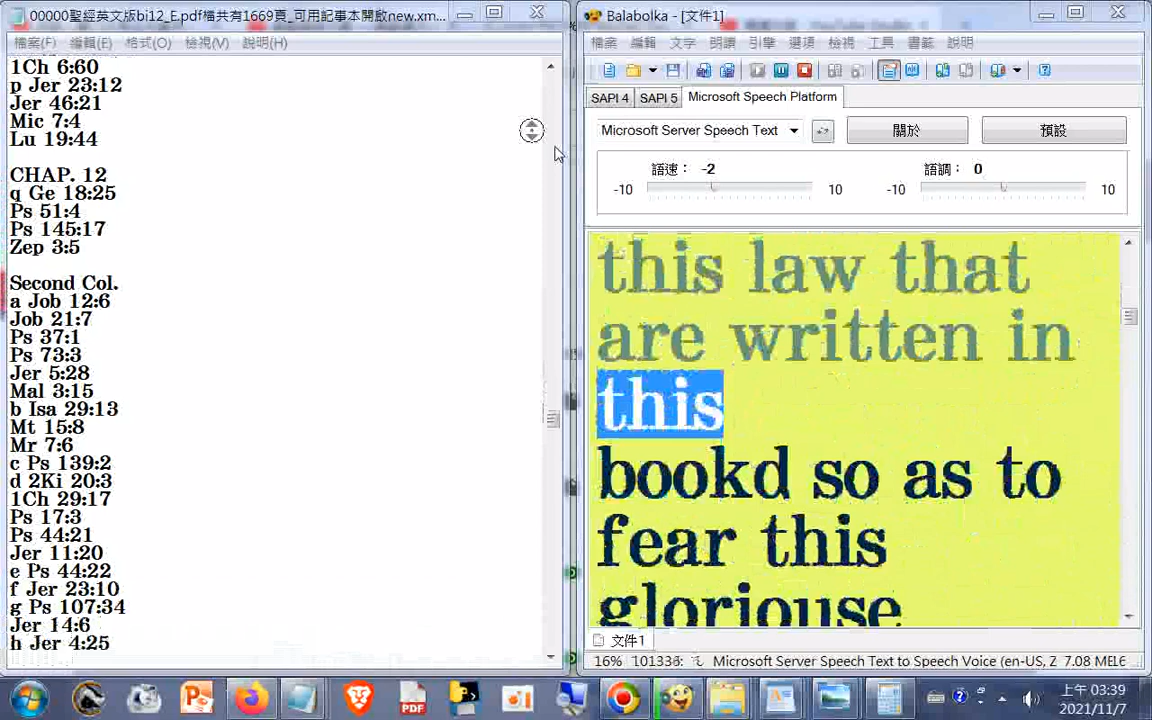 00000聖經英文版bi12_E.pdf檔共有1669頁_可用記事本開啟new.xm...
檔案(F) 編輯(E) 格式(O) 檢視(V) 說明(H)
1Ch 6:60
p Jer 23:12
Jer 46:21
Mic 7:4
Lu 19:44
CHAP. 12
q Ge 18:25
Ps 51:4
Ps 145:17
Zep 3:5
Second Col.
a Job 12:6
Job 21:7
Ps 37:1
Ps 73:3
Jer 5:28
Mal 3:15
b Isa 29:13
Mt 15:8
Mr 7:6
c Ps 139:2
d 2Ki 20:3
1Ch 29:17
Ps 17:3
Ps 44:21
Jer 11:20
e Ps 44:22
f Jer 23:10
g Ps 107:34
Jer 14:6
h Jer 4:25
Balabolka - [文件1]
檔案 編輯 文字 朗讀 引擎 選項 檢視 工具 書籤 說明
SAPI 4 SAPI 5 Microsoft Speech Platform
Microsoft Server Speech Text 關於 預設
語速： -2 語調： 0
-10 10 -10 10
this law that
are written in
this
bookd so as to
fear this
gloriouse
文件1
16% Microsoft Server Speech Text to Speech Voice (en-US, Z 7.08 ME
PDF
上午 03:39
2021/11/7